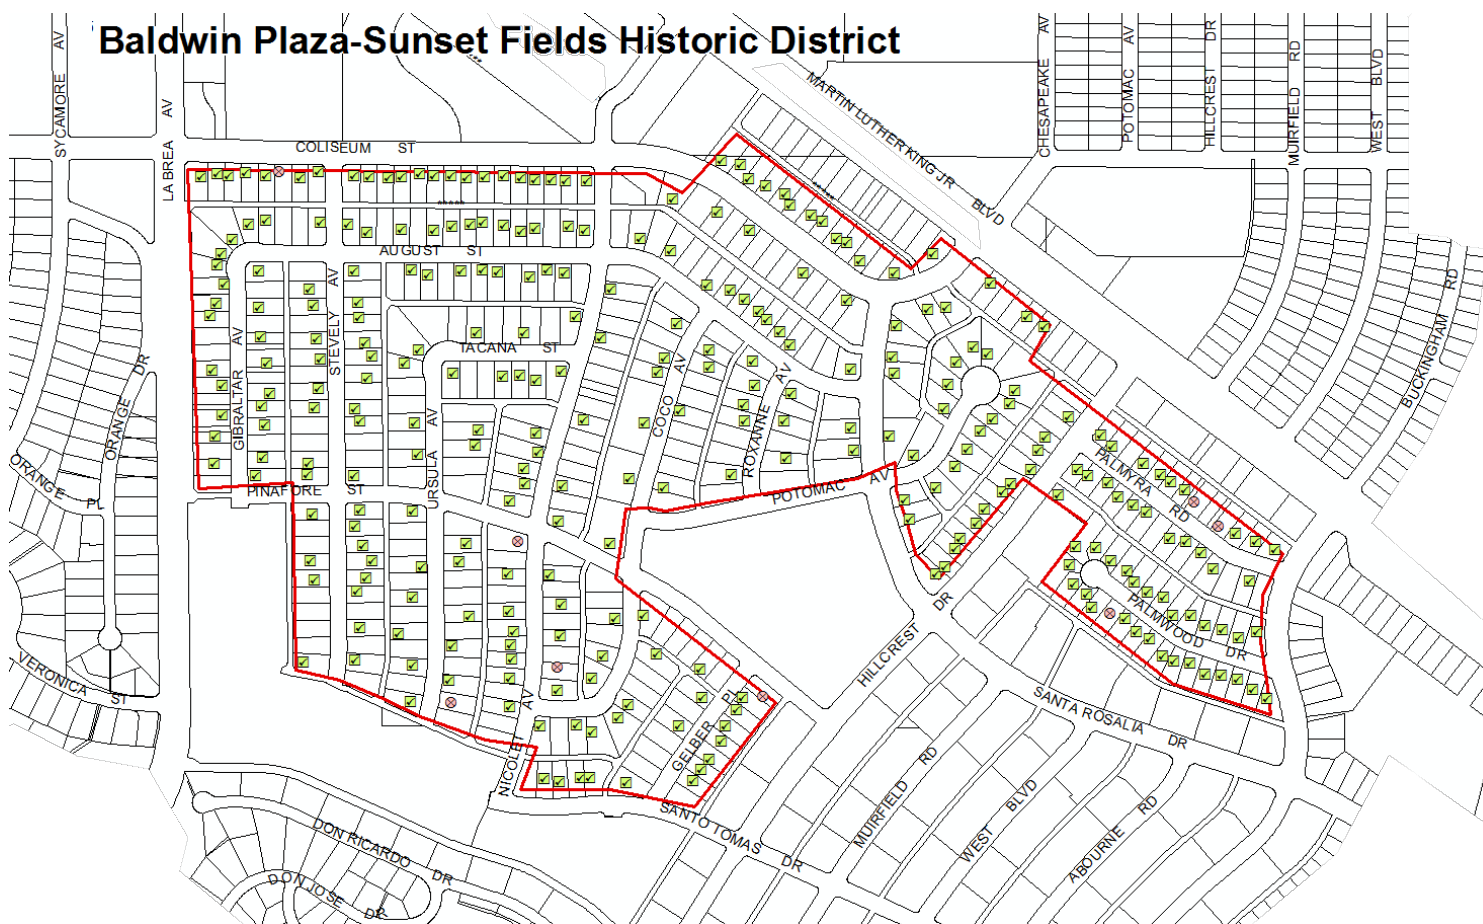 Baldwin Plaza-Sunset Fields Historic District
SYCAMORE AV
LA BREA AV
COLISEUM ST
MARTIN LUTHER KING JR BLVD
CHESAPEAKE AV
POTOMAC AV
HILLCREST DR
MUIRFIELD RD
WEST BLVD
BUCKINGHAM RD
AUGUST ST
STEVELY AV
GIBRALTAR AV
TACANA ST
URSULA AV
COCO AV
ROXANNE AV
ORANGE DR
ORANGE PL
PINAFORE ST
POTOMAC AV
PALMYRA RD
PALMWOOD DR
HILLCREST DR
VERONICA ST
SANTA ROSALIA DR
NICOLET AV
GELBER PL
SANTO TOMAS DR
MUIRFIELD RD
WEST BLVD
ABOURNE RD
DON RICARDO DR
DON JOSE DR